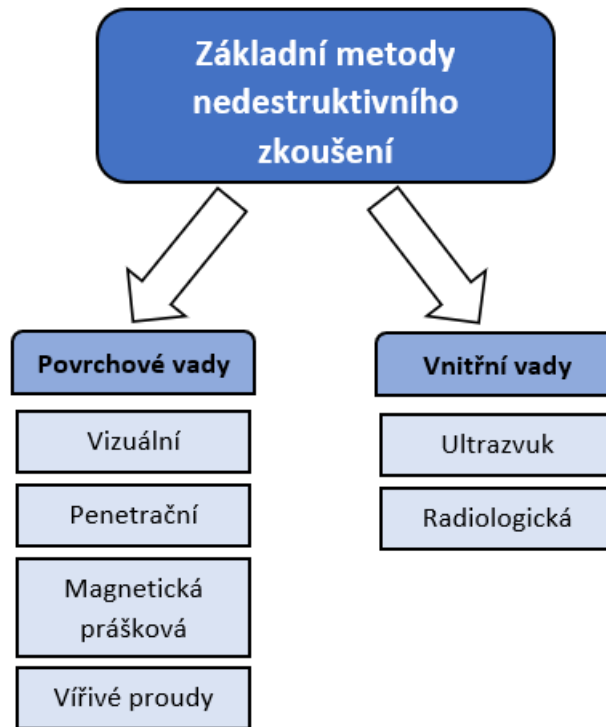 Základní metody
nedestruktivního
zkoušení
Povrchové vady
Vizuální
Penetrační
Magnetická
prášková
Vířivé proudy
Vnitřní vady
Ultrazvuk
Radiologická